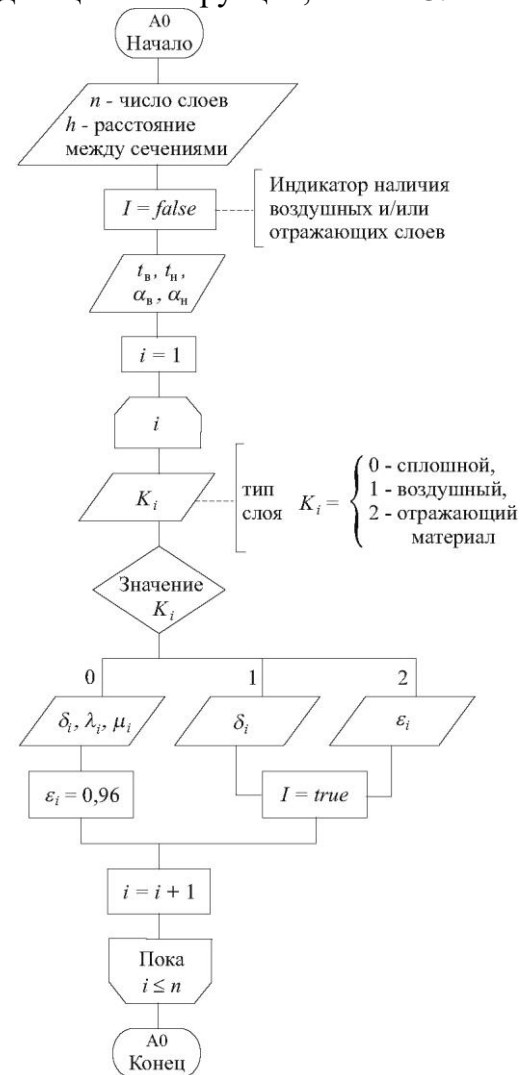 A0
Начало
n - число слоев
h - расстояние
между сечениями
I = false
Индикатор наличия
воздушных и/или
отражающих слоев
tв, tн,
αв, αн
i = 1
i
Ki
тип
слоя
Ki =
0 - сплошной,
1 - воздушный,
2 - отражающий
материал
Значение
Ki
0
1
2
δi, λi, μi
δi
εi
εi = 0,96
I = true
i = i + 1
Пока
i ≤ n
A0
Конец